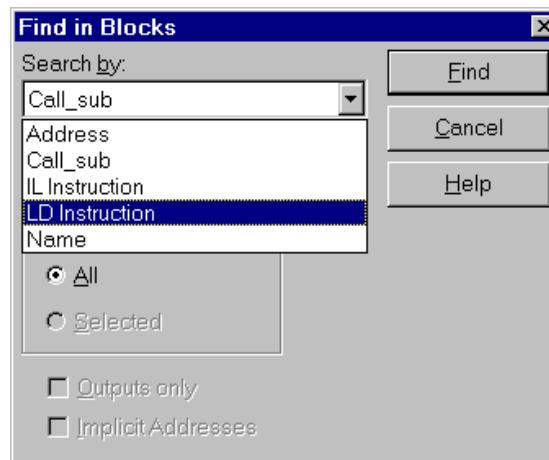 Find in Blocks
Search by:
Find
Call_sub
Cancel
Address
Call_sub
IL Instruction
Help
LD Instruction
Name
All
Selected
Outputs only
Implicit Addresses